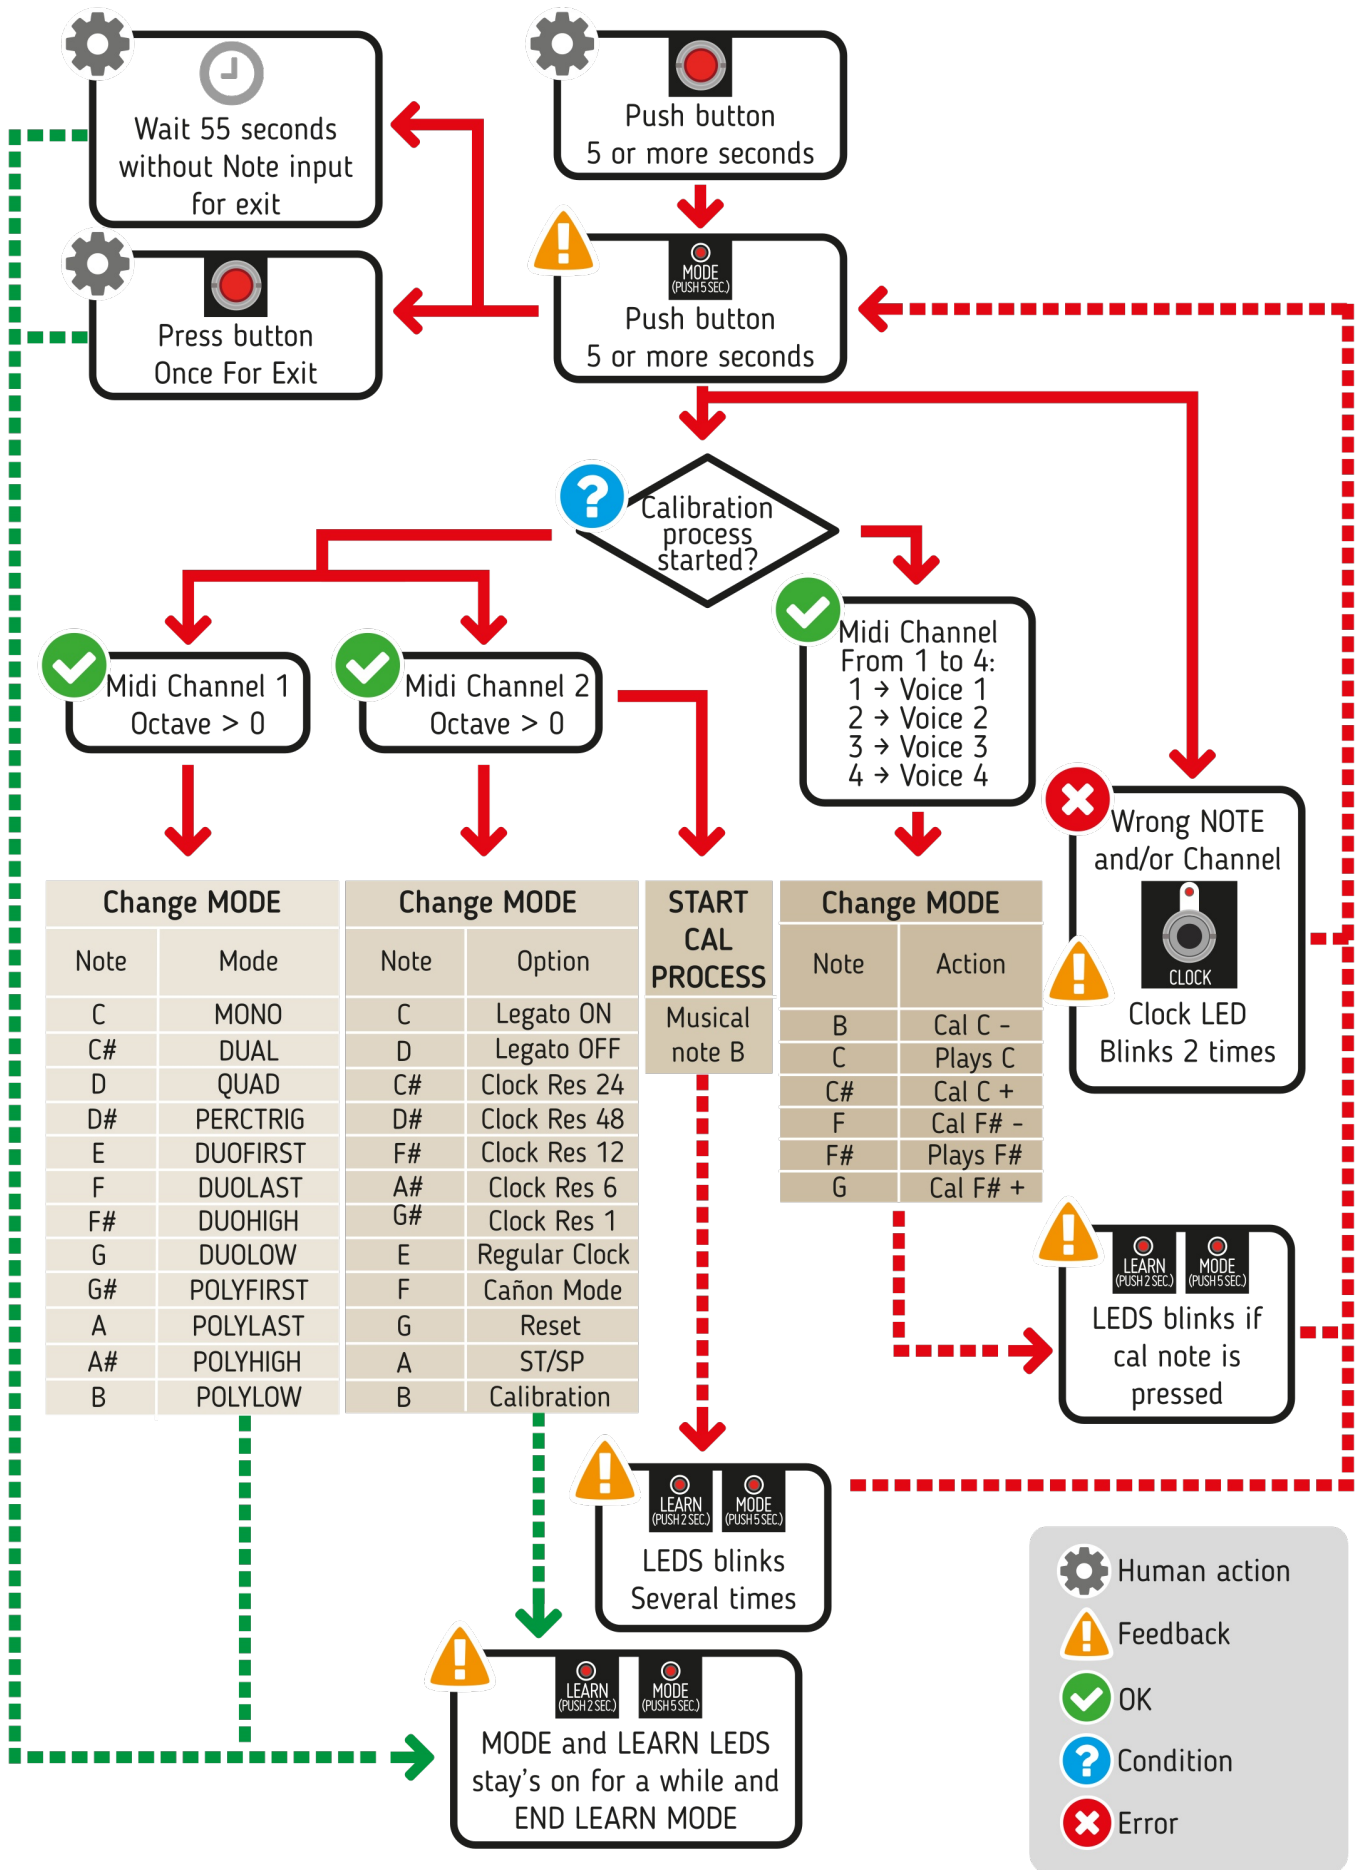 Wait 55 seconds
without Note input
for exit
Push button
5 or more seconds
Press button
Once For Exit
MODE
(PUSH 5 SEC.)
Push button
5 or more seconds
Calibration
process
started?
Midi Channel 1
Octave > 0
Midi Channel 2
Octave > 0
Midi Channel
From 1 to 4:
1 → Voice 1
2 → Voice 2
3 → Voice 3
4 → Voice 4
Wrong NOTE
and/or Channel
CLOCK
Clock LED
Blinks 2 times
Change MODE
Note Mode
C MONO
C# DUAL
D QUAD
D# PERCTRIG
E DUOFIRST
F DUOLAST
F# DUOHIGH
G DUOLOW
G# POLYFIRST
A POLYLAST
A# POLYHIGH
B POLYLOW
Change MODE
Note Option
C Legato ON
D Legato OFF
C# Clock Res 24
D# Clock Res 48
F# Clock Res 12
A# Clock Res 6
G# Clock Res 1
E Regular Clock
F Cañon Mode
G Reset
A ST/SP
B Calibration
START
CAL
PROCESS
Musical
note B
Change MODE
Note Action
B Cal C -
C Plays C
C# Cal C +
F Cal F# -
F# Plays F#
G Cal F# +
LEARN MODE
(PUSH 2 SEC.) (PUSH 5 SEC.)
LEDS blinks if
cal note is
pressed
LEARN MODE
(PUSH 2 SEC.) (PUSH 5 SEC.)
LEDS blinks
Several times
LEARN MODE
(PUSH 2 SEC.) (PUSH 5 SEC.)
MODE and LEARN LEDS
stay's on for a while and
END LEARN MODE
Human action
Feedback
OK
Condition
Error